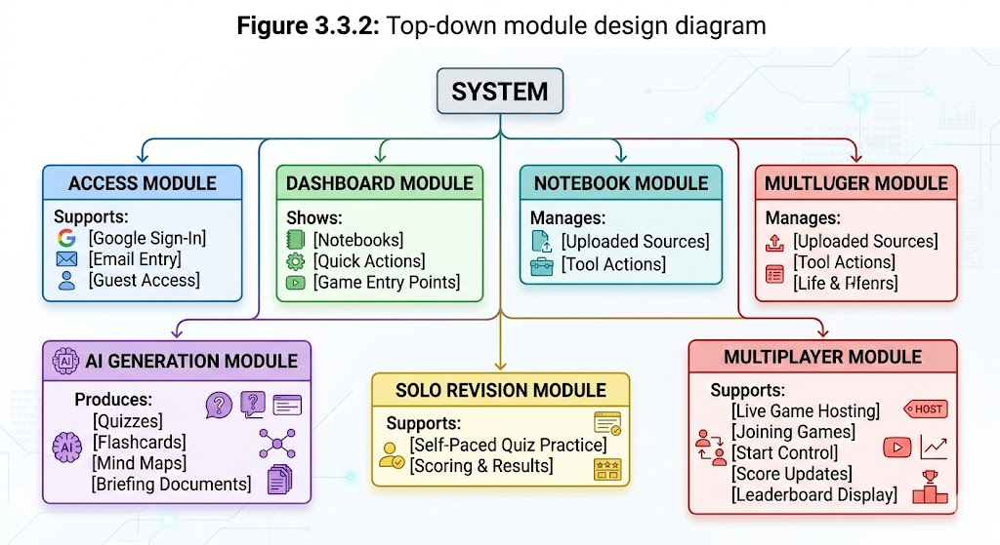 Figure 3.3.2: Top-down module design diagram
SYSTEM
ACCESS MODULE
Supports:
[Google Sign-In]
[Email Entry]
[Guest Access]
DASHBOARD MODULE
Shows:
[Notebooks]
[Quick Actions]
[Game Entry Points]
NOTEBOOK MODULE
Manages:
[Uploaded Sources]
[Tool Actions]
MULTLUGER MODULE
Manages:
[Uploaded Sources]
[Tool Actions]
[Life &
AI GENERATION MODULE
AI
Produces:
[Quizzes]
[Flashcards]
[Mind Maps]
[Briefing Documents]
AI
SOLO REVISION MODULE
Supports:
[Self-Paced Quiz Practice]
[Scoring & Results]
MULTIPLAYER MODULE
Supports:
[Live Game Hosting]
[Joining Games]
[Start Control]
[Score Updates]
[Leaderboard Display]
HOST